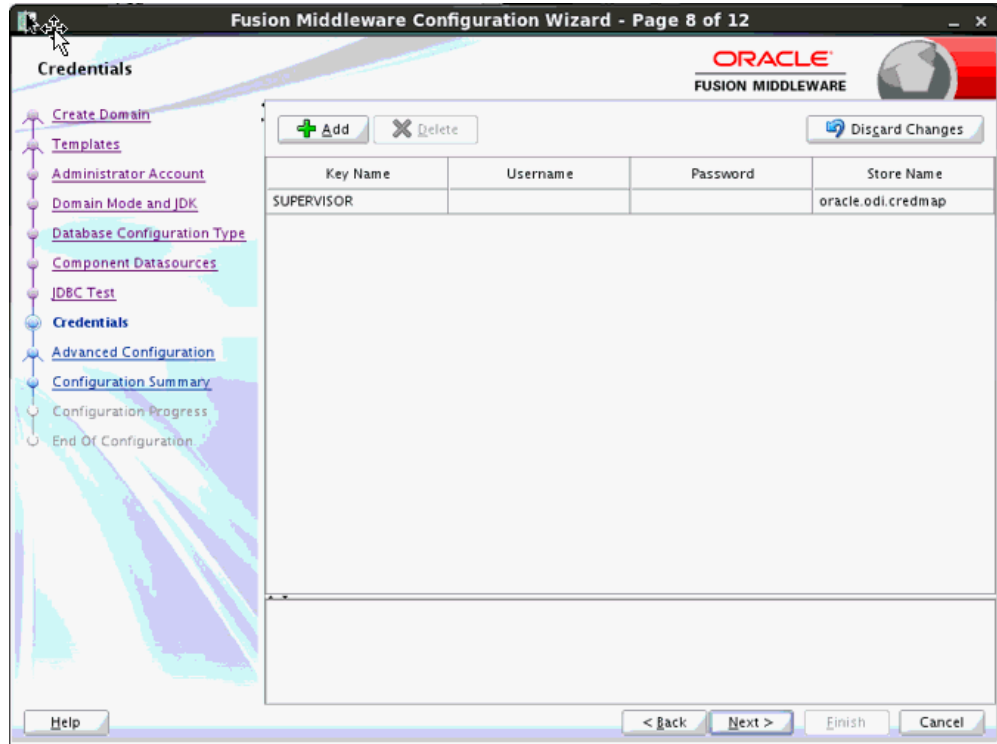 Fusion Middleware Configuration Wizard - Page 8 of 12
Credentials
ORACLE
FUSION MIDDLEWARE
Create Domain
Templates
Administrator Account
Domain Mode and JDK
Database Configuration Type
Component Datasources
JDBC Test
Credentials
Advanced Configuration
Configuration Summary
Configuration Progress
End Of Configuration
Add Delete Discard Changes
Key Name Username Password Store Name
SUPERVISOR oracle.odi.credmap
Help < Back Next > Finish Cancel